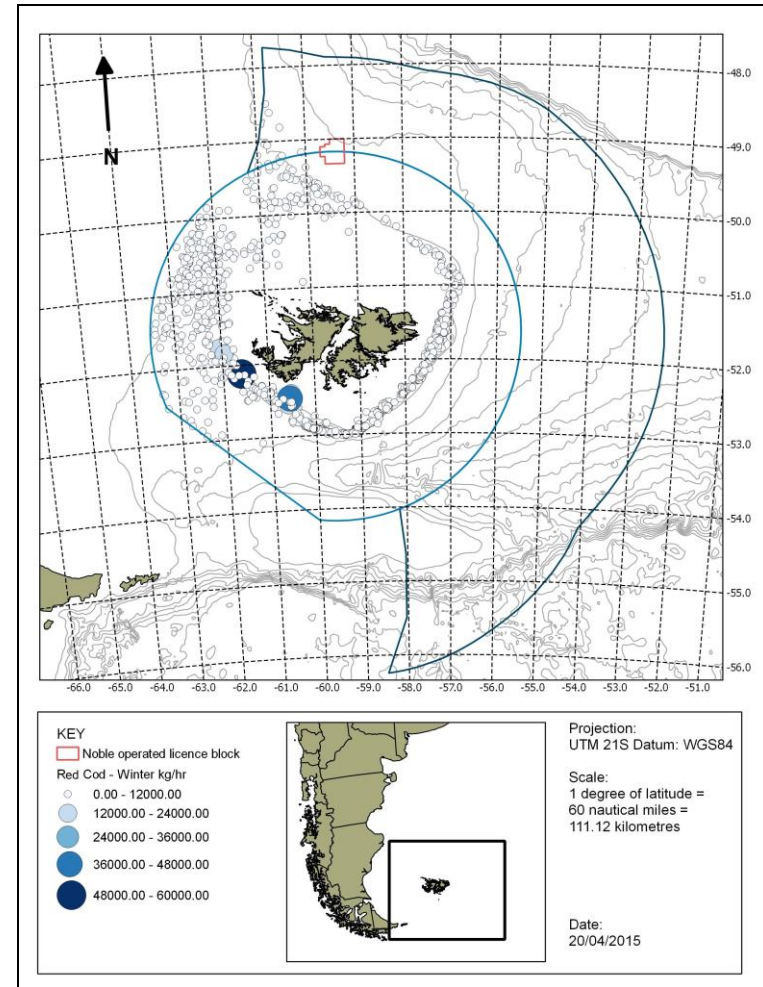 N
-48.0
-49.0
-50.0
-51.0
-52.0
-53.0
-54.0
-55.0
-56.0
-66.0 -65.0 -64.0 -63.0 -62.0 -61.0 -60.0 -59.0 -58.0 -57.0 -56.0 -55.0 -54.0 -53.0 -52.0 -51.0
KEY
Noble operated licence block
Red Cod - Winter kg/hr
0.00 - 12000.00
12000.00 - 24000.00
24000.00 - 36000.00
36000.00 - 48000.00
48000.00 - 60000.00
Projection:
UTM 21S Datum: WGS84
Scale:
1 degree of latitude =
60 nautical miles =
111.12 kilometres
Date:
20/04/2015